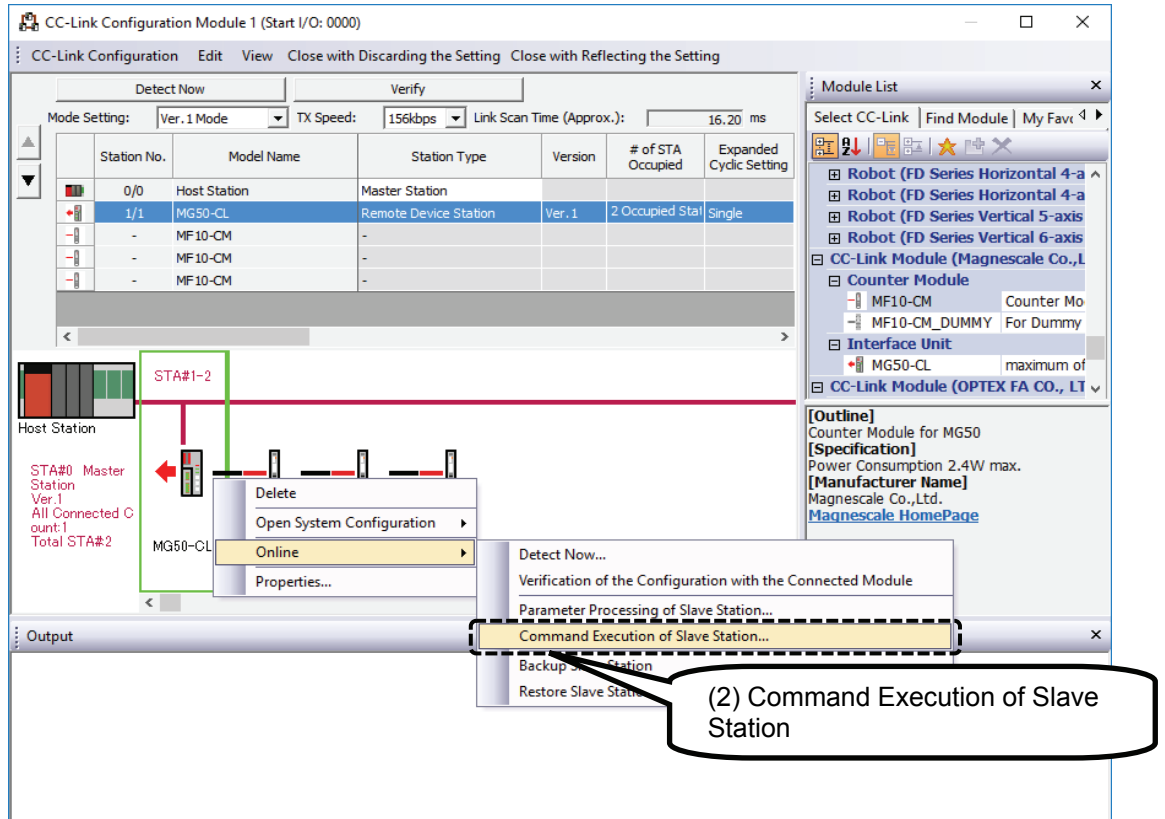 CC-Link Configuration Module 1 (Start I/O: 0000)
CC-Link Configuration Edit View Close with Discarding the Setting Close with Reflecting the Setting
Detect Now Verify
Mode Setting: Ver.1 Mode TX Speed: 156kbps Link Scan Time (Approx.): 16.20 ms
Station No. Model Name Station Type Version # of STA Occupied Expanded Cyclic Setting
0/0 Host Station Master Station
1/1 MG50-CL Remote Device Station Ver.1 2 Occupied Stat Single
- MF10-CM -
- MF10-CM -
- MF10-CM -
STA#1-2
Host Station
STA#0 Master
Station
Ver.1
All Connected C
ount:1
Total STA#2
MG50-CL
Delete
Open System Configuration
Online
Properties...
Detect Now...
Verification of the Configuration with the Connected Module
Parameter Processing of Slave Station...
Command Execution of Slave Station...
Backup Station
Restore Slave
(2) Command Execution of Slave
Station
Module List
Select CC-Link Find Module My Favo
Robot (FD Series Horizontal 4-a
Robot (FD Series Horizontal 4-a
Robot (FD Series Vertical 5-axis
Robot (FD Series Vertical 6-axis
CC-Link Module (Magnescale Co.,L
Counter Module
MF10-CM Counter Mo
MF10-CM_DUMMY For Dummy
Interface Unit
MG50-CL maximum of
CC-Link Module (OPTEX FA CO., LT
[Outline]
Counter Module for MG50
[Specification]
Power Consumption 2.4W max.
[Manufacturer Name]
Magnescale Co.,Ltd.
Magnescale HomePage
Output